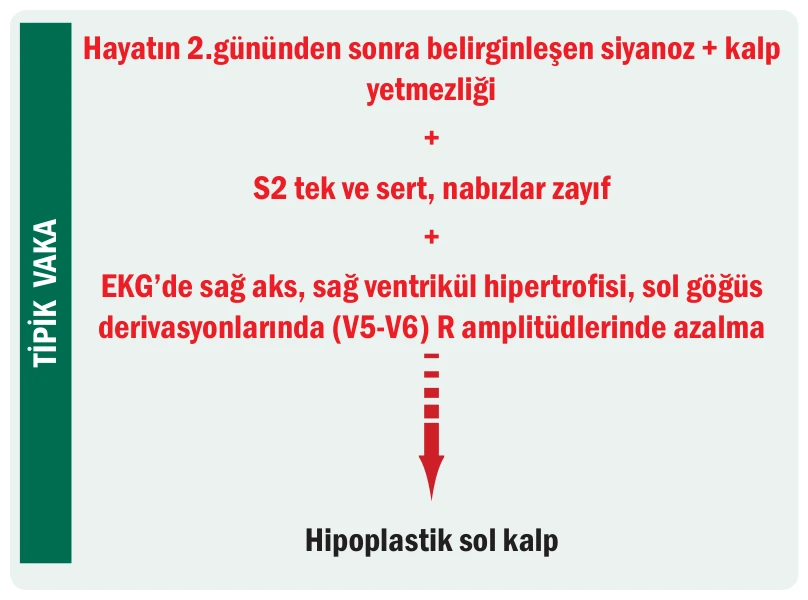 TİPİK VAKA
Hayatın 2.gününden sonra belirginleşen siyanoz + kalp
yetmezliği
+
S2 tek ve sert, nabızlar zayıf
+
EKG’de sağ aks, sağ ventrikül hipertrofisi, sol göğüs
derivasyonlarında (V5-V6) R amplitüdlerinde azalma
Hipoplastik sol kalp